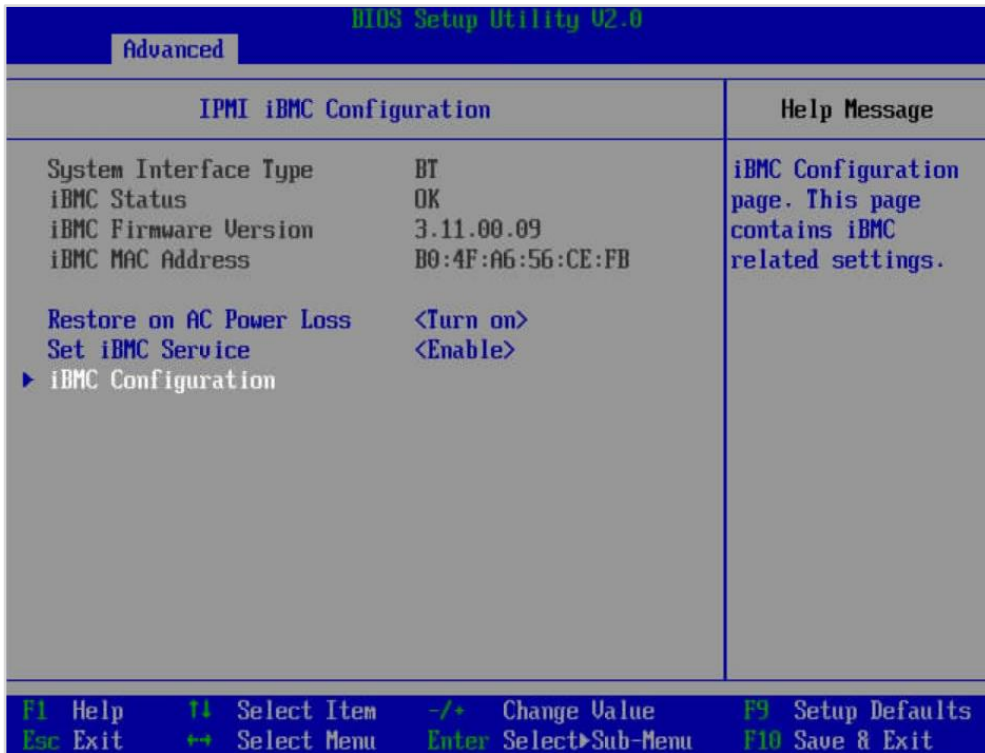 BIOS Setup Utility V2.0
Advanced
IPMI iBMC Configuration
Help Message
System Interface Type BT
iBMC Status OK
iBMC Firmware Version 3.11.00.09
iBMC MAC Address B0:4F:A6:56:CE:FB
Restore on AC Power Loss <Turn on>
Set iBMC Service <Enable>
▶ iBMC Configuration
iBMC Configuration
page. This page
contains iBMC
related settings.
F1 Help ↑↓ Select Item -/+ Change Value F9 Setup Defaults
Esc Exit ←→ Select Menu Enter Select▶Sub-Menu F10 Save & Exit